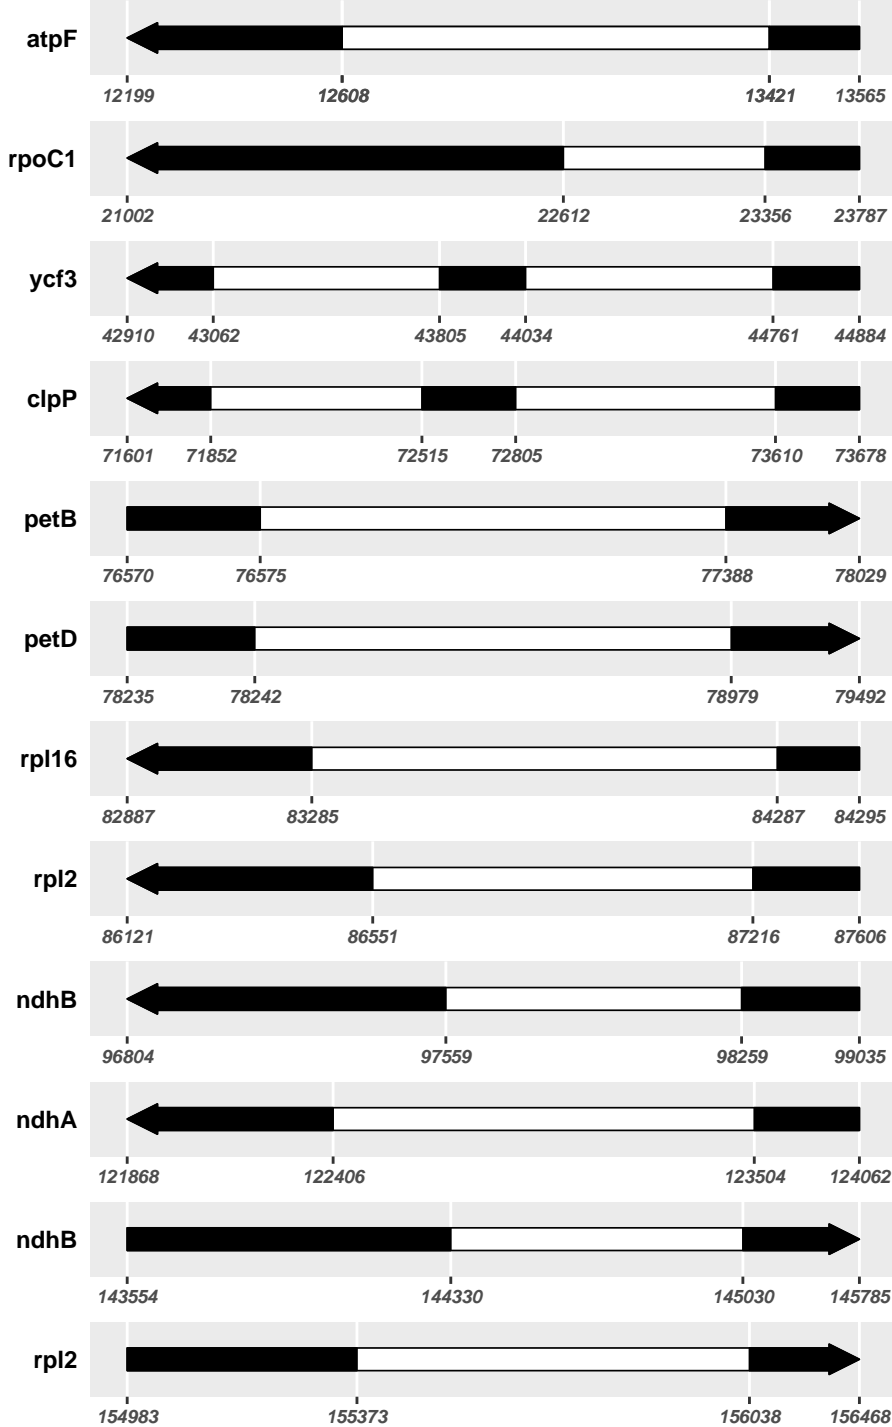 atpF
12199 12608 13421 13565
rpoC1
21002 22612 23356 23787
ycf3
42910 43062 43805 44034 44761 44884
clpP
71601 71852 72515 72805 73610 73678
petB
76570 76575 77388 78029
petD
78235 78242 78979 79492
rpl16
82887 83285 84287 84295
rpl2
86121 86551 87216 87606
ndhB
96804 97559 98259 99035
ndhA
121868 122406 123504 124062
ndhB
143554 144330 145030 145785
rpl2
154983 155373 156038 156468